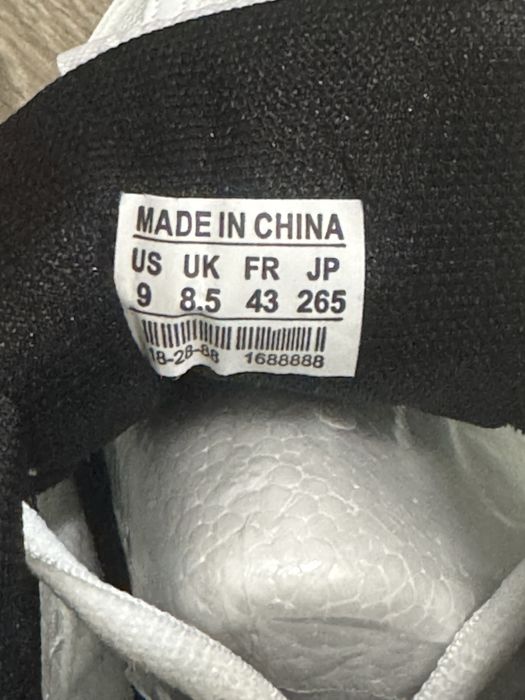 MADE IN CHINA
US UK FR JP
9 8.5 43 265
18-28-88 1688888